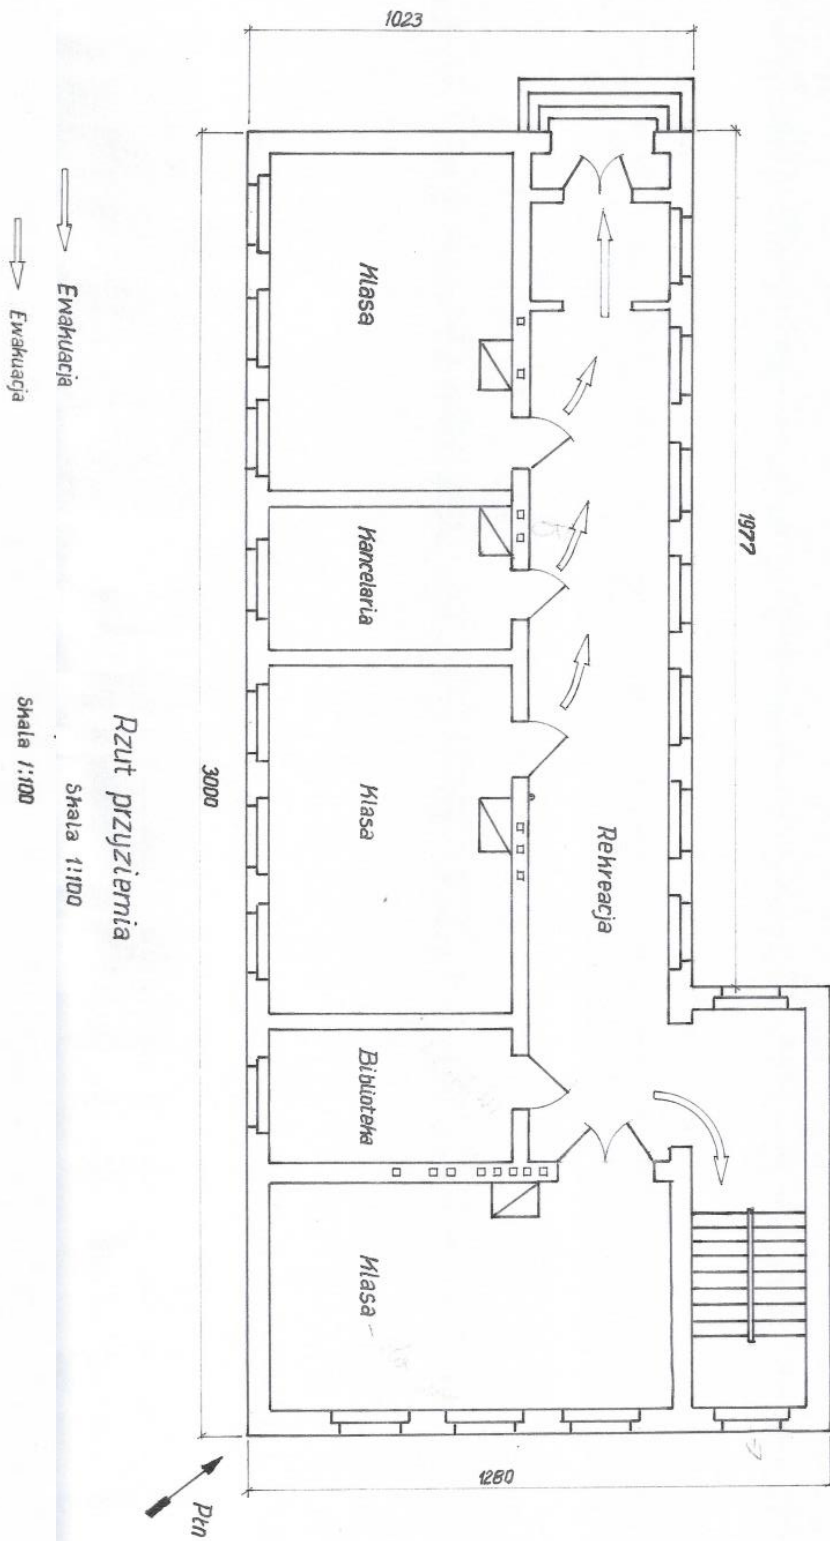 1023
1977
Klasa
Kancelaria
Klasa
Rekreacja
Biblioteka
Klasa
3000
1280
Płn
Rzut przyziemia
Skala 1:100
Ewakuacja
Skala 1:100
Ewakuacja